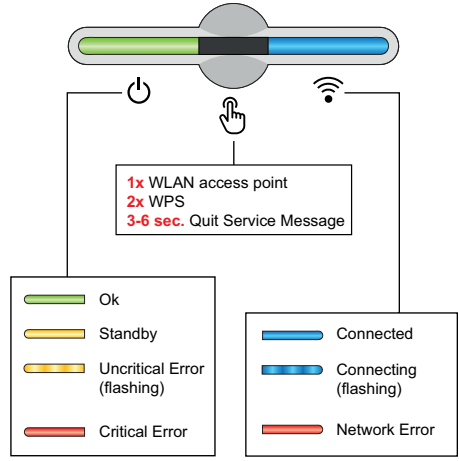 1x WLAN access point
2x WPS
3-6 sec. Quit Service Message
Ok
Standby
Uncritical Error
(flashing)
Critical Error
Connected
Connecting
(flashing)
Network Error